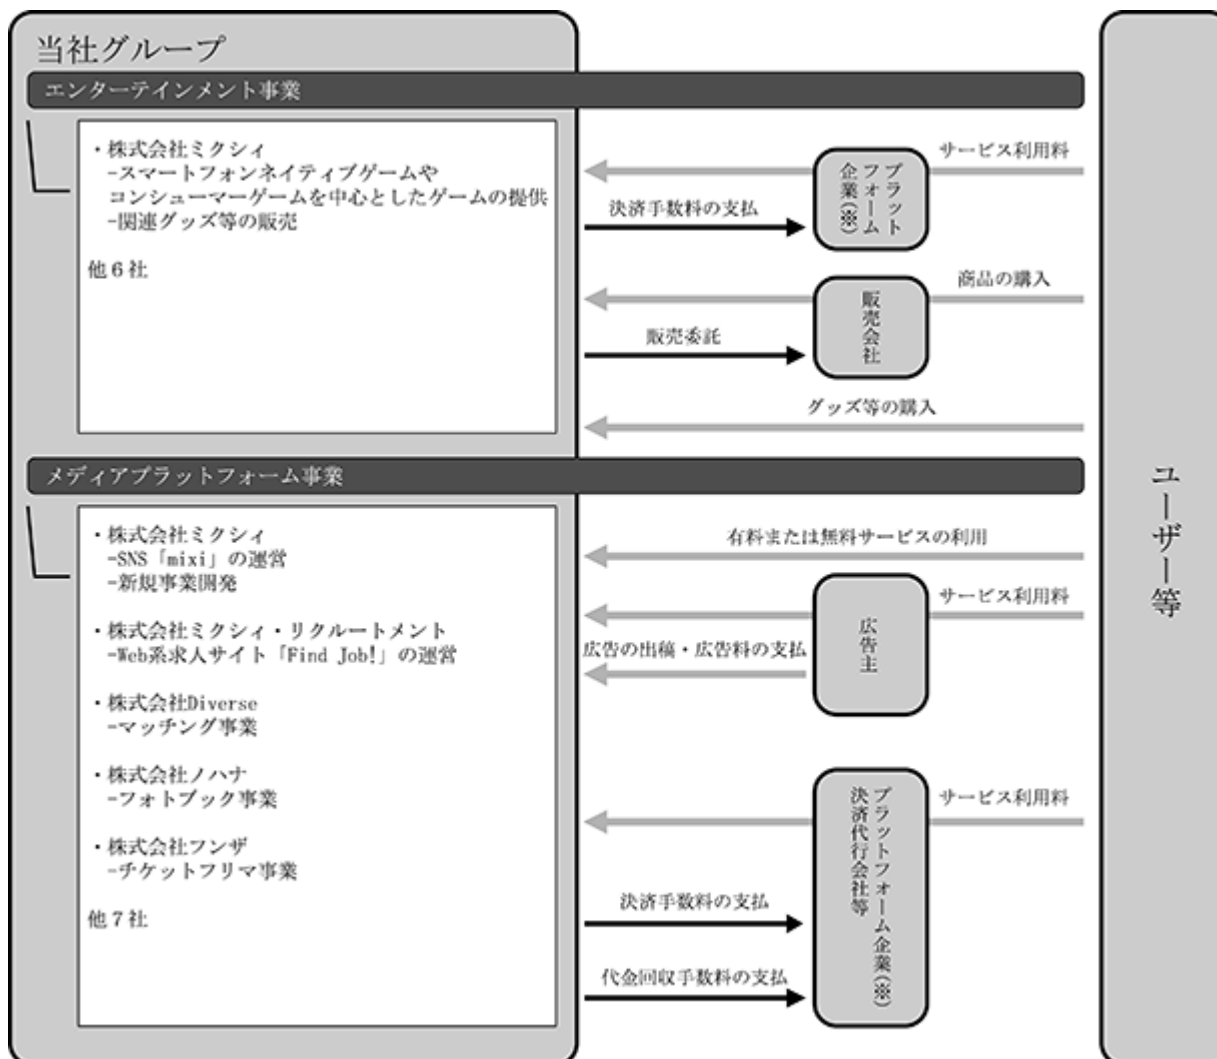 当社グループ
エンターテインメント事業
・株式会社ミクシィ
-スマートフォンネイティブゲームや
コンシューマーゲームを中心としたゲームの提供
-関連グッズ等の販売
他6社
サービス利用料
プラット
フォーム
企業(※)
決済手数料の支払
商品の購入
販売会社
販売委託
グッズ等の購入
メディアプラットフォーム事業
・株式会社ミクシィ
-SNS「mixi」の運営
-新規事業開発
・株式会社ミクシィ・リクルートメント
-Web系求人サイト「Find Job!」の運営
・株式会社Diverse
-マッチング事業
・株式会社ノハナ
-フォトブック事業
・株式会社フンザ
-チケットフリマ事業
他7社
有料または無料サービスの利用
サービス利用料
広告主
広告の出稿・広告料の支払
サービス利用料
プラットフォーム企業(※)
決済代行会社等
決済手数料の支払
代金回収手数料の支払
ユーザー等